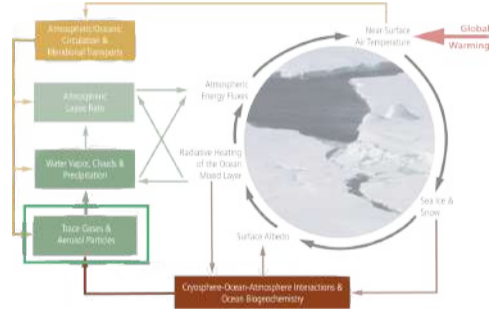 Atmospheric/Oceanic
Circulation &
Meridional Transports
Near-Surface
Air Temperature
Global
Warming
Atmospheric
Lapse Rate
Atmospheric
Energy Fluxes
Water Vapor, Clouds &
Precipitation
Radiative Heating
of the Ocean
Mixed Layer
Sea Ice &
Snow
Trace Gases &
Aerosol Particles
Surface Albedo
Cryosphere-Ocean-Atmosphere Interactions &
Ocean Biogeochemistry